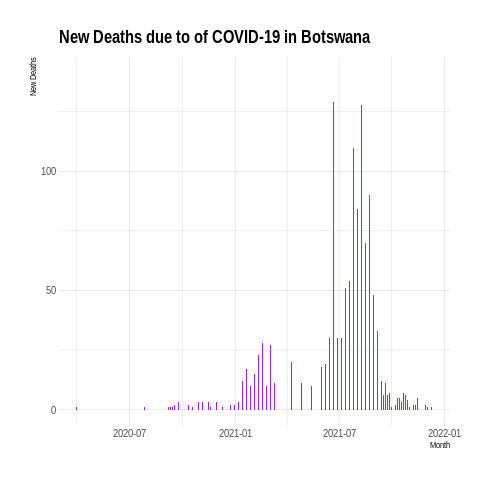 New Deaths due to of COVID-19 in Botswana
New Deaths
100
50
0
2020-07
2021-01
2021-07
2022-01
Month